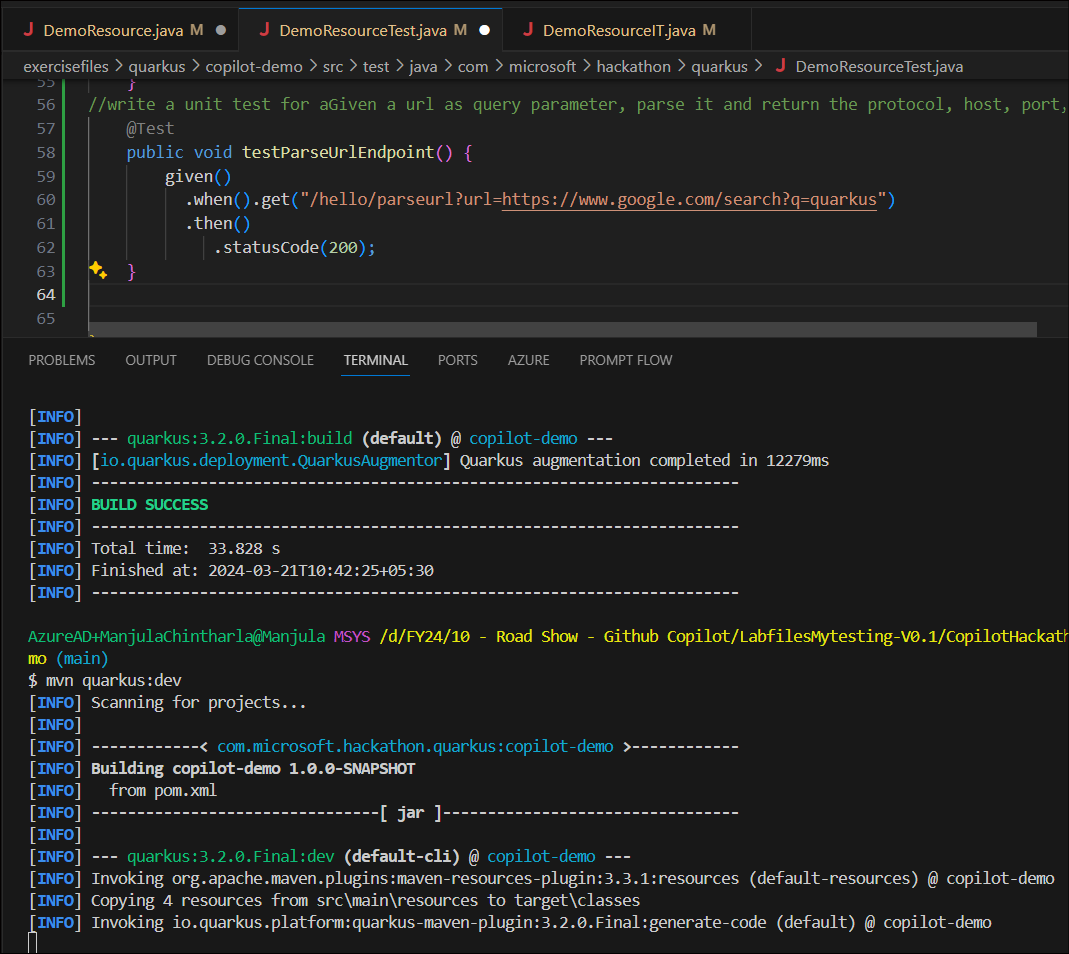 J DemoResource.java M ●
J DemoResourceTest.java M ●
J DemoResourceIT.java M
exercisefiles > quarkus > copilot-demo > src > test > java > com > microsoft > hackathon > quarkus > J DemoResourceTest.java
55 }
56 //write a unit test for aGiven a url as query parameter, parse it and return the protocol, host, port,
57 @Test
58 public void testParseUrlEndpoint() {
59 given()
60 .when().get("/hello/parseurl?url=https://www.google.com/search?q=quarkus")
61 .then()
62 .statusCode(200);
63 }
64
65
PROBLEMS OUTPUT DEBUG CONSOLE TERMINAL PORTS AZURE PROMPT FLOW
[INFO]
[INFO] --- quarkus:3.2.0.Final:build (default) @ copilot-demo ---
[INFO] [io.quarkus.deployment.QuarkusAugmentor] Quarkus augmentation completed in 12279ms
[INFO] ------------------------------------------------------------------------
[INFO] BUILD SUCCESS
[INFO] ------------------------------------------------------------------------
[INFO] Total time:  33.828 s
[INFO] Finished at: 2024-03-21T10:42:25+05:30
[INFO] ------------------------------------------------------------------------
AzureAD+ManjulaChintharla@Manjula MSYS /d/FY24/10 - Road Show - Github Copilot/LabfilesMytesting-V0.1/CopilotHackath
mo (main)
$ mvn quarkus:dev
[INFO] Scanning for projects...
[INFO]
[INFO] ------------< com.microsoft.hackathon.quarkus:copilot-demo >------------
[INFO] Building copilot-demo 1.0.0-SNAPSHOT
[INFO]   from pom.xml
[INFO] --------------------------------[ jar ]---------------------------------
[INFO]
[INFO] --- quarkus:3.2.0.Final:dev (default-cli) @ copilot-demo ---
[INFO] Invoking org.apache.maven.plugins:maven-resources-plugin:3.3.1:resources (default-resources) @ copilot-demo
[INFO] Copying 4 resources from src\main\resources to target\classes
[INFO] Invoking io.quarkus.platform:quarkus-maven-plugin:3.2.0.Final:generate-code (default) @ copilot-demo